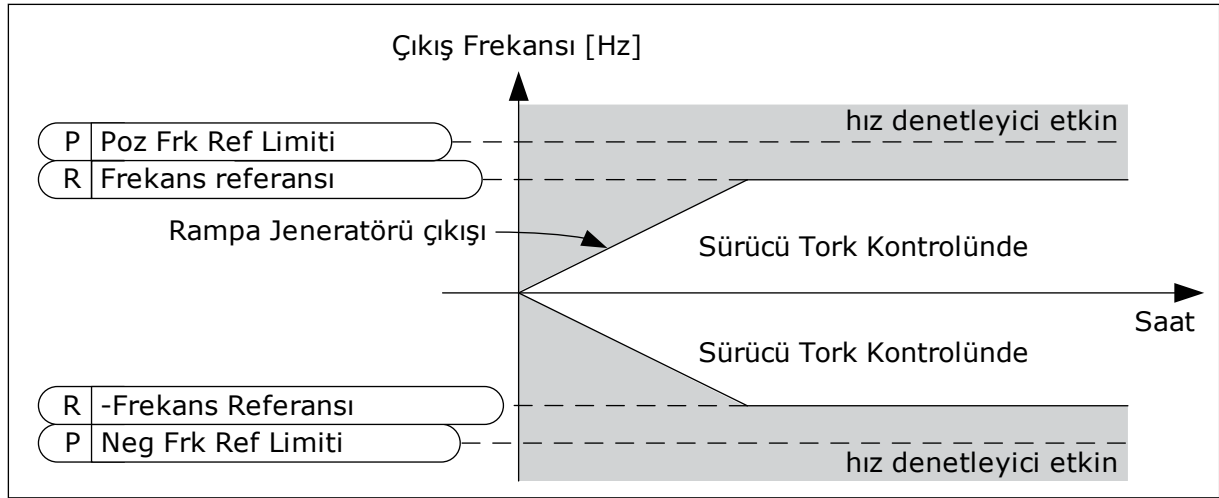 Çıkış Frekansı [Hz]
hız denetleyici etkin
P Poz Frk Ref Limiti
R Frekans referansı
Rampa Jeneratörü çıkışı
Sürücü Tork Kontrolünde
Saat
Sürücü Tork Kontrolünde
R -Frekans Referansı
P Neg Frk Ref Limiti
hız denetleyici etkin